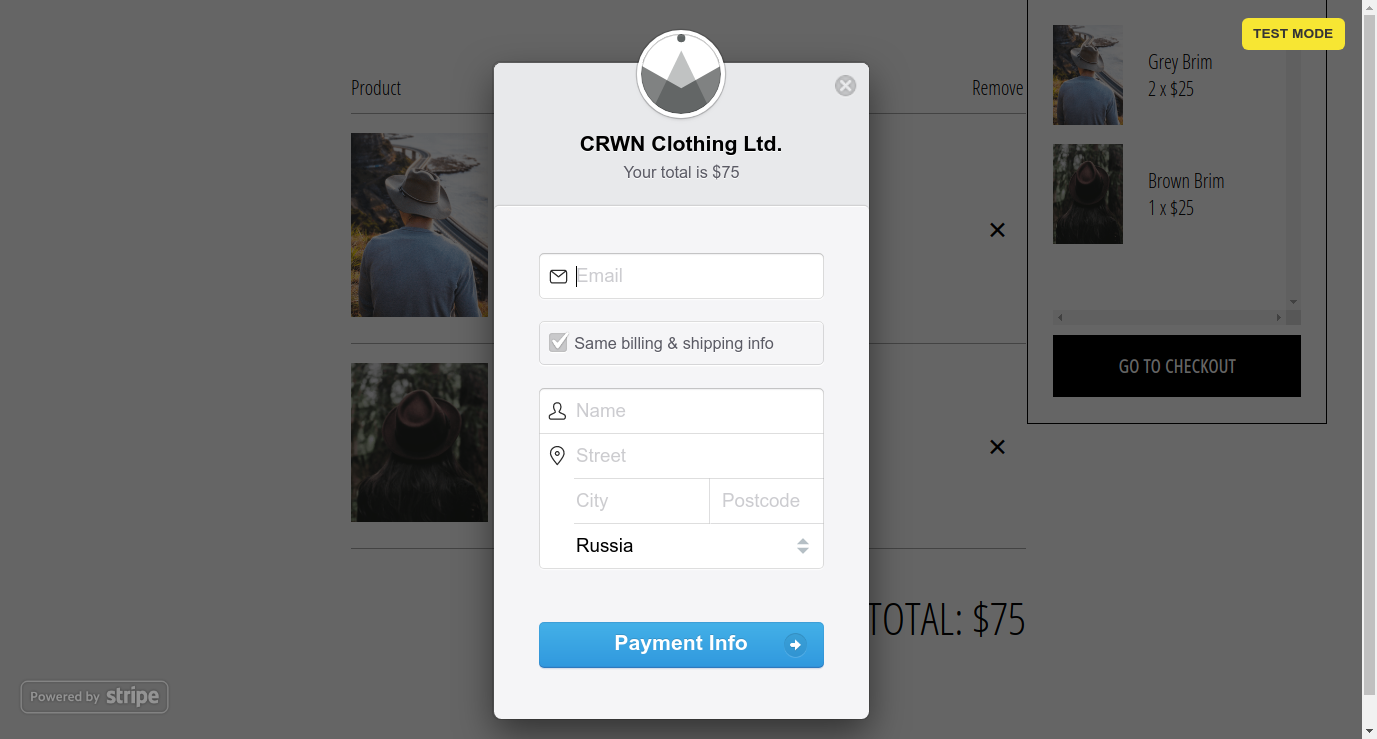 TEST MODE
Product
Remove
Grey Brim
2 x $25
Brown Brim
1 x $25
GO TO CHECKOUT
CRWN Clothing Ltd.
Your total is $75
Email
Same billing & shipping info
Name
Street
City
Postcode
Russia
Payment Info
TOTAL: $75
Powered by stripe